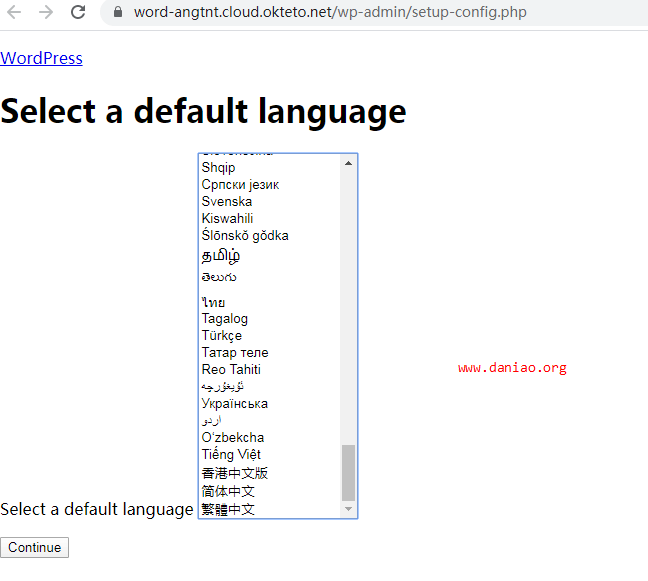 word-angtnt.cloud.okteto.net/wp-admin/setup-config.php
WordPress
Select a default language
Shqip
Српски језик
Svenska
Kiswahili
Ślōnskŏ gŏdka
தமிழ்
తెలుగు
ไทย
Tagalog
Türkçe
Татар теле
Reo Tahiti
ئۇيغۇرچە
Українська
اردو
O‘zbekcha
Tiếng Việt
香港中文版
简体中文
繁體中文
Select a default language
Continue
www.daniao.org